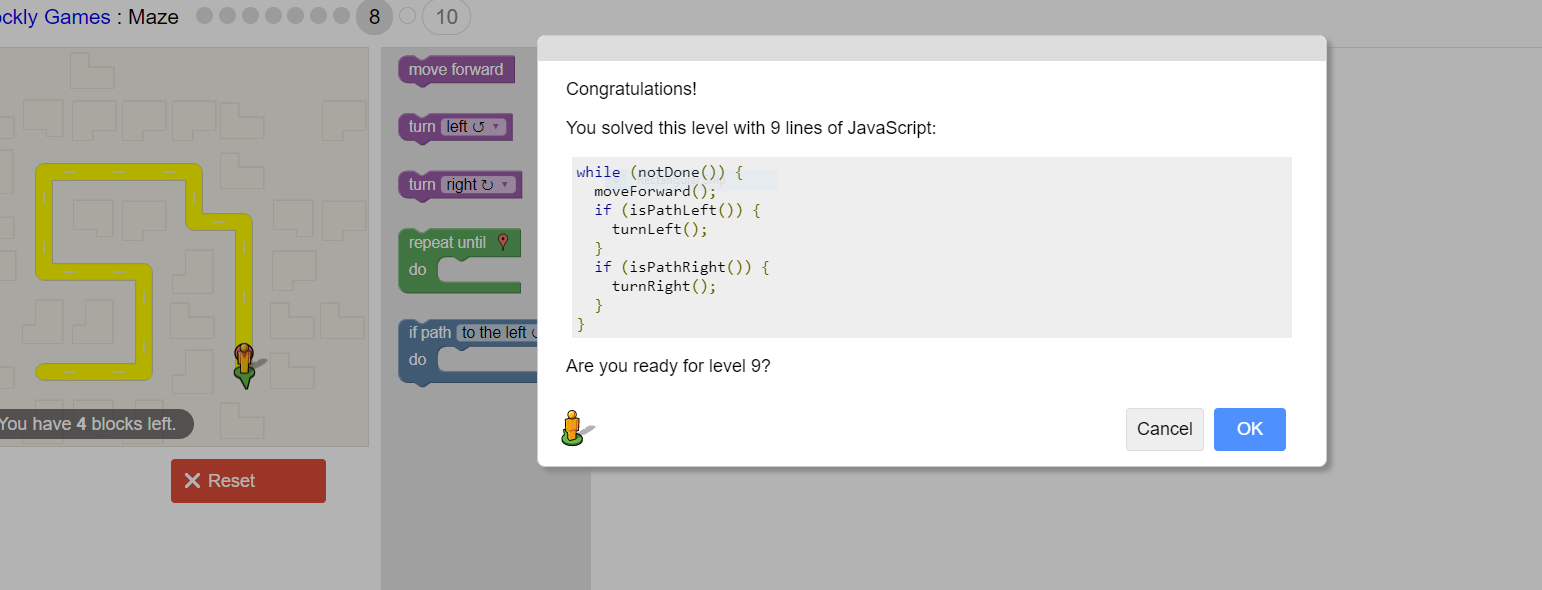 ckly Games : Maze 8 10
move forward
turn left ↺ ▼
turn right ↻ ▼
repeat until
do
if path to the left
do
You have 4 blocks left.
Reset
Congratulations!
You solved this level with 9 lines of JavaScript:
while (notDone()) {
  moveForward();
  if (isPathLeft()) {
    turnLeft();
  }
  if (isPathRight()) {
    turnRight();
  }
}
Are you ready for level 9?
Cancel OK